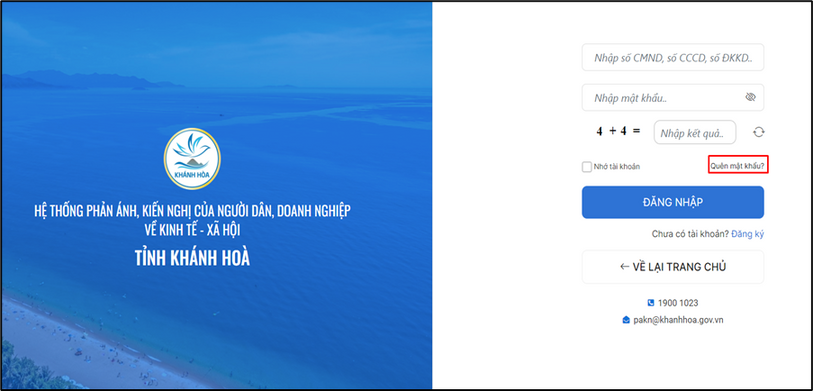 KHÁNH HÒA
HỆ THỐNG PHẢN ÁNH, KIẾN NGHỊ CỦA NGƯỜI DÂN, DOANH NGHIỆP
VỀ KINH TẾ - XÃ HỘI
TỈNH KHÁNH HOÀ
Nhập số CMND, số CCCD, số ĐKKD..
Nhập mật khẩu..
4 + 4 =
Nhập kết quả..
Nhớ tài khoản
Quên mật khẩu?
ĐĂNG NHẬP
Chưa có tài khoản? Đăng ký
← VỀ LẠI TRANG CHỦ
1900 1023
pakn@khanhhoa.gov.vn